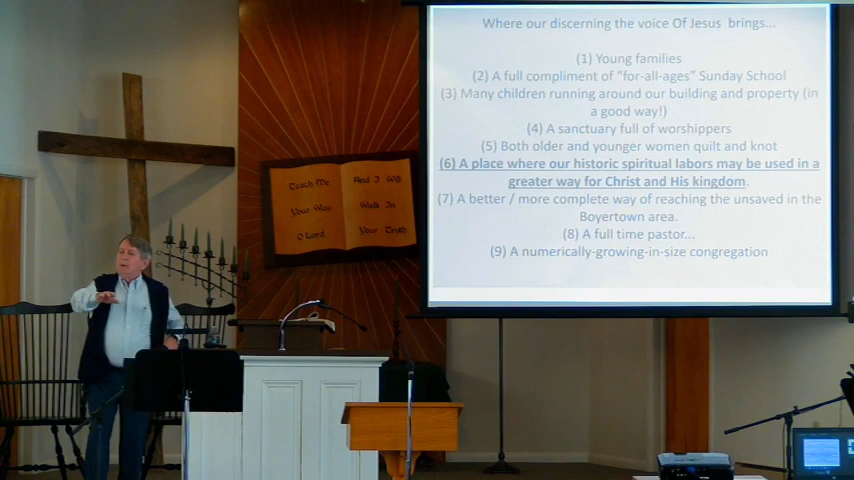 Where our discerning the voice Of Jesus brings...
(1) Young families
(2) A full compliment of “for-all-ages” Sunday School
(3) Many children running around our building and property (in
a good way!)
(4) A sanctuary full of worshippers
(5) Both older and younger women quilt and knot
(6) A place where our historic spiritual labors may be used in a
greater way for Christ and His kingdom.
(7) A better / more complete way of reaching the unsaved in the
Boyertown area.
(8) A full time pastor...
(9) A numerically-growing-in-size congregation
Teach Me
Your Way
O Lord
And I Will
Walk In
Your Truth